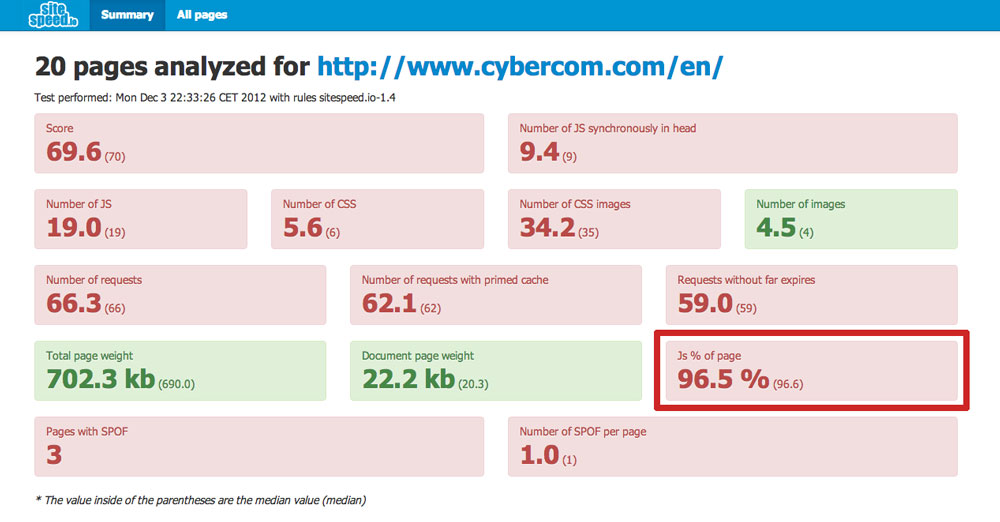 site
speed.io
Summary
All pages
20 pages analyzed for http://www.cybercom.com/en/
Test performed: Mon Dec 3 22:33:26 CET 2012 with rules sitespeed.io-1.4
Score
69.6 (70)
Number of JS synchronously in head
9.4 (9)
Number of JS
19.0 (19)
Number of CSS
5.6 (6)
Number of CSS images
34.2 (35)
Number of images
4.5 (4)
Number of requests
66.3 (66)
Number of requests with primed cache
62.1 (62)
Requests without far expires
59.0 (59)
Total page weight
702.3 kb (690.0)
Document page weight
22.2 kb (20.3)
Js % of page
96.5 % (96.6)
Pages with SPOF
3
Number of SPOF per page
1.0 (1)
* The value inside of the parentheses are the median value (median)